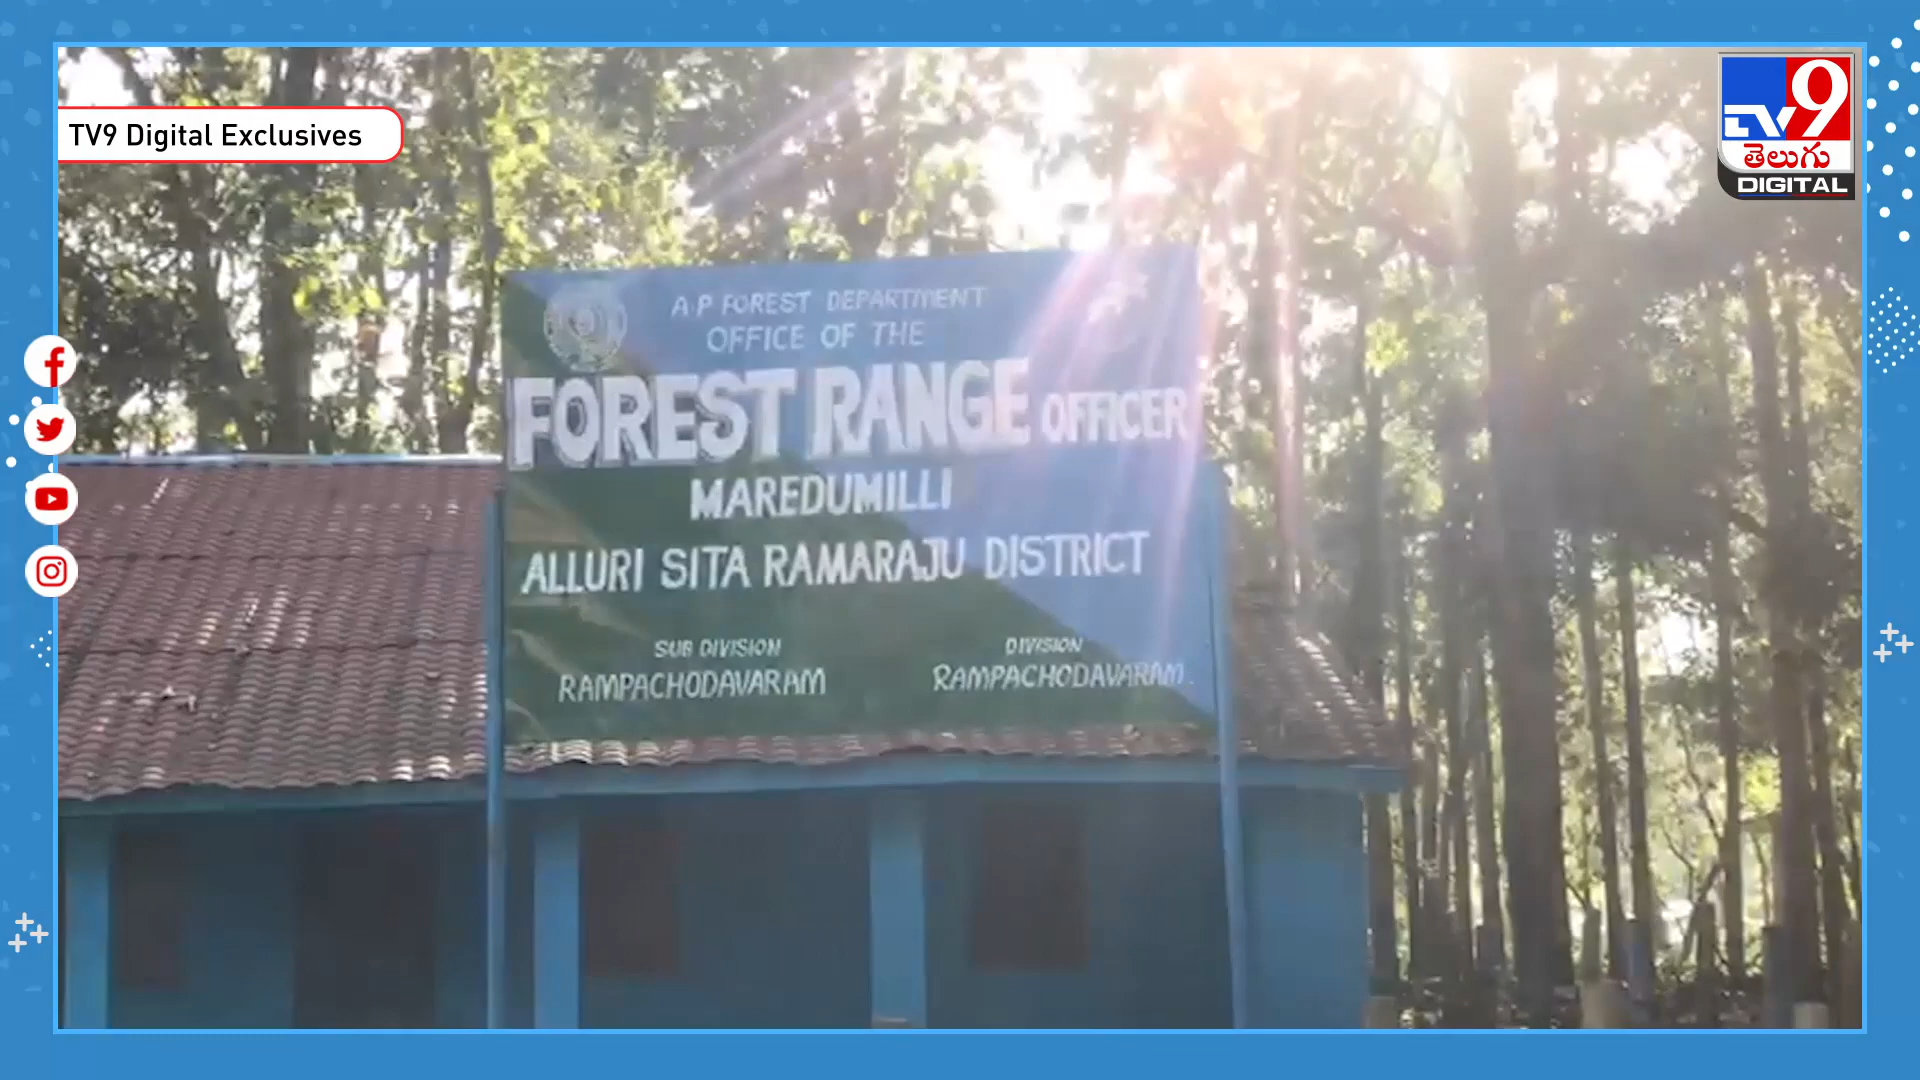 TV9 Digital Exclusives
TV9
తెలుగు
DIGITAL
A.P FOREST DEPARTMENT
OFFICE OF THE
FOREST RANGE OFFICER
MAREDUMILLI
ALLURI SITA RAMARAJU DISTRICT
SUB DIVISION
RAMPACHODAVARAM
DIVISION
RAMPACHODAVARAM.